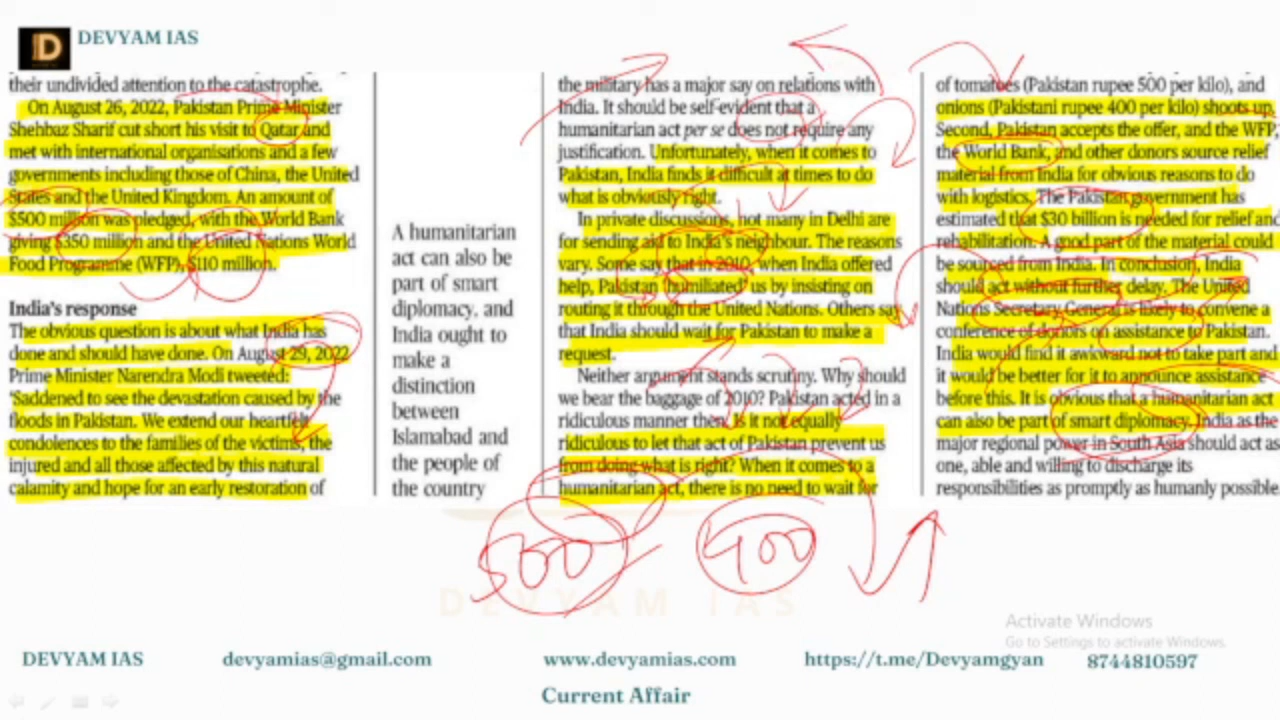 DEVYAM IAS
their undivided attention to the catastrophe.
On August 26, 2022, Pakistan Prime Minister
Shehbaz Sharif cut short his visit to Qatar and
met with international organisations and a few
governments including those of China, the United
States and the United Kingdom. An amount of
$500 million was pledged, with the World Bank
giving $350 million and the United Nations World
Food Programme (WFP), $110 million.
India's response
The obvious question is about what India has
done and should have done. On August 29, 2022
Prime Minister Narendra Modi tweeted:
'Saddened to see the devastation caused by the
floods in Pakistan. We extend our heartfelt
condolences to the families of the victims, the
injured and all those affected by this natural
calamity and hope for an early restoration of
A humanitarian
act can also be
part of smart
diplomacy, and
India ought to
make a
distinction
between
Islamabad and
the people of
the country
the military has a major say on relations with
India. It should be self-evident that a
humanitarian act per se does not require any
justification. Unfortunately, when it comes to
Pakistan, India finds it difficult at times to do
what is obviously right.
In private discussions, not many in Delhi are
for sending aid to India's neighbour. The reasons
vary. Some say that in 2010, when India offered
help, Pakistan 'humiliated' us by insisting on
routing it through the United Nations. Others say
that India should wait for Pakistan to make a
request.
Neither argument stands scrutiny. Why should
we bear the baggage of 2010? Pakistan acted in a
ridiculous manner then. Is it not equally
ridiculous to let that act of Pakistan prevent us
from doing what is right? When it comes to a
humanitarian act, there is no need to wait for
of tomatoes (Pakistan rupee 500 per kilo), and
onions (Pakistani rupee 400 per kilo) shoots up.
Second, Pakistan accepts the offer, and the WFP,
the World Bank, and other donors source relief
material from India for obvious reasons to do
with logistics. The Pakistan government has
estimated that $30 billion is needed for relief and
rehabilitation. A good part of the material could
be sourced from India. In conclusion, India
should act without further delay. The United
Nations Secretary General is likely to convene a
conference of donors on assistance to Pakistan.
India would find it awkward not to take part and
it would be better for it to announce assistance
before this. It is obvious that a humanitarian act
can also be part of smart diplomacy. India as the
major regional power in South Asia should act as
one, able and willing to discharge its
responsibilities as promptly as humanly possible
500
400
DEVYAM IAS
Activate Windows
Go to Settings to activate Windows.
DEVYAM IAS devyamias@gmail.com www.devyamias.com https://t.me/Devyamgyan 8744810597
Current Affair